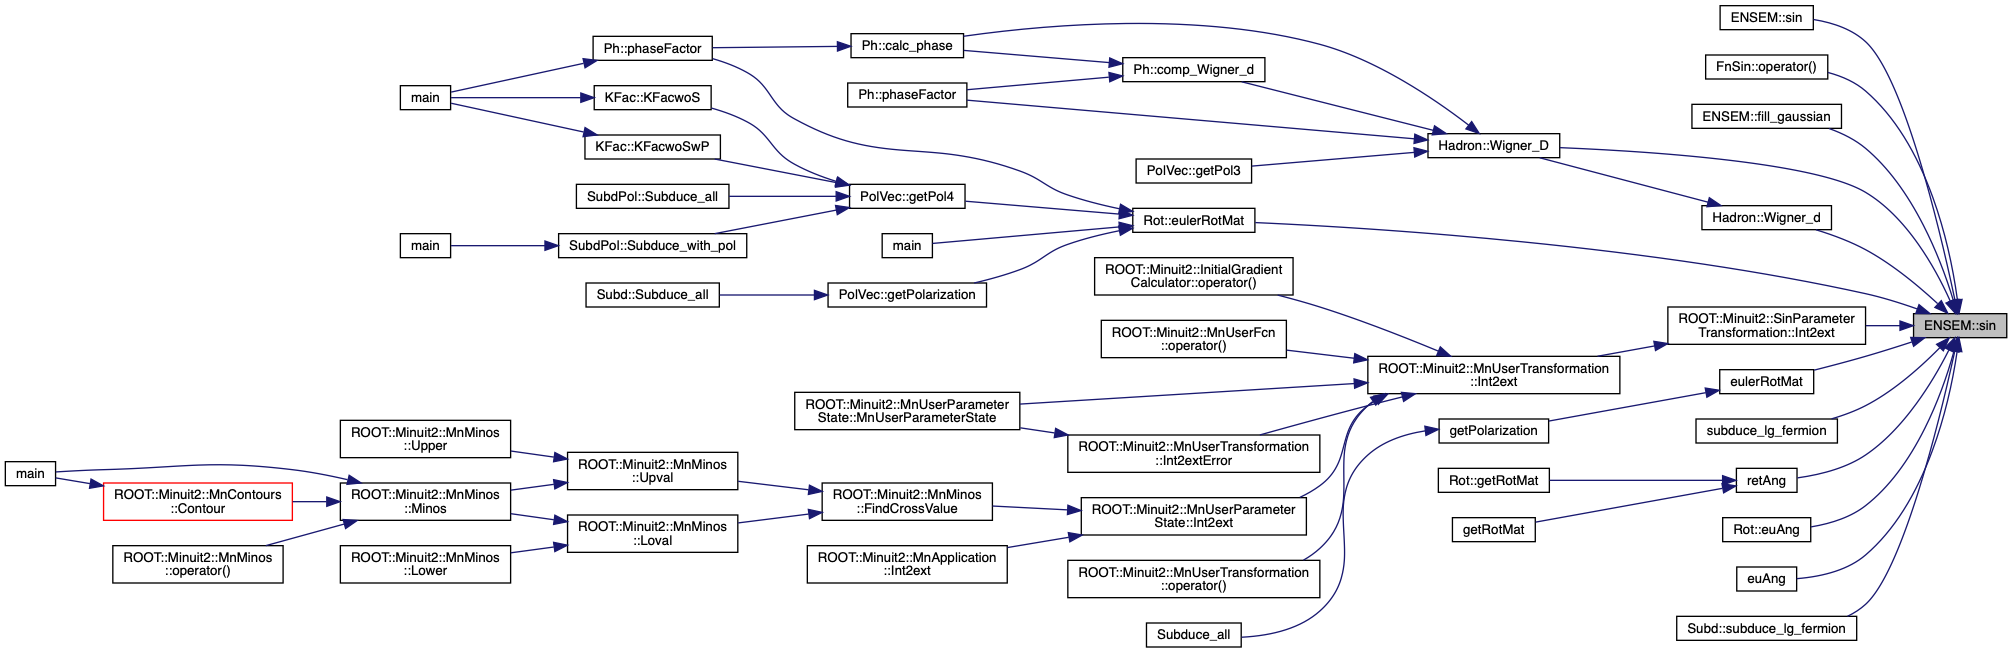 ENSEM::sin
FnSin::operator()
ENSEM::fill_gaussian
Ph::phaseFactor
Ph::calc_phase
Ph::comp_Wigner_d
main
KFac::KFacwoS
Ph::phaseFactor
KFac::KFacwoSwP
Hadron::Wigner_D
PolVec::getPol3
SubdPol::Subduce_all
PolVec::getPol4
Hadron::Wigner_d
Rot::eulerRotMat
main
SubdPol::Subduce_with_pol
main
Subd::Subduce_all
PolVec::getPolarization
ROOT::Minuit2::InitialGradient
Calculator::operator()
ROOT::Minuit2::SinParameter
Transformation::Int2ext
ENSEM::sin
ROOT::Minuit2::MnUserFcn
::operator()
ROOT::Minuit2::MnUserTransformation
::Int2ext
eulerRotMat
ROOT::Minuit2::MnUserParameter
State::MnUserParameterState
getPolarization
subduce_lg_fermion
ROOT::Minuit2::MnMinos
::Upper
ROOT::Minuit2::MnUserTransformation
::Int2extError
main
ROOT::Minuit2::MnMinos
::Upval
Rot::getRotMat
retAng
ROOT::Minuit2::MnContours
::Contour
ROOT::Minuit2::MnMinos
::Minos
ROOT::Minuit2::MnMinos
::FindCrossValue
ROOT::Minuit2::MnUserParameter
State::Int2ext
getRotMat
Rot::euAng
ROOT::Minuit2::MnMinos
::Loval
ROOT::Minuit2::MnMinos
::operator()
ROOT::Minuit2::MnMinos
::Lower
ROOT::Minuit2::MnApplication
::Int2ext
ROOT::Minuit2::MnUserTransformation
::operator()
euAng
Subduce_all
Subd::subduce_lg_fermion